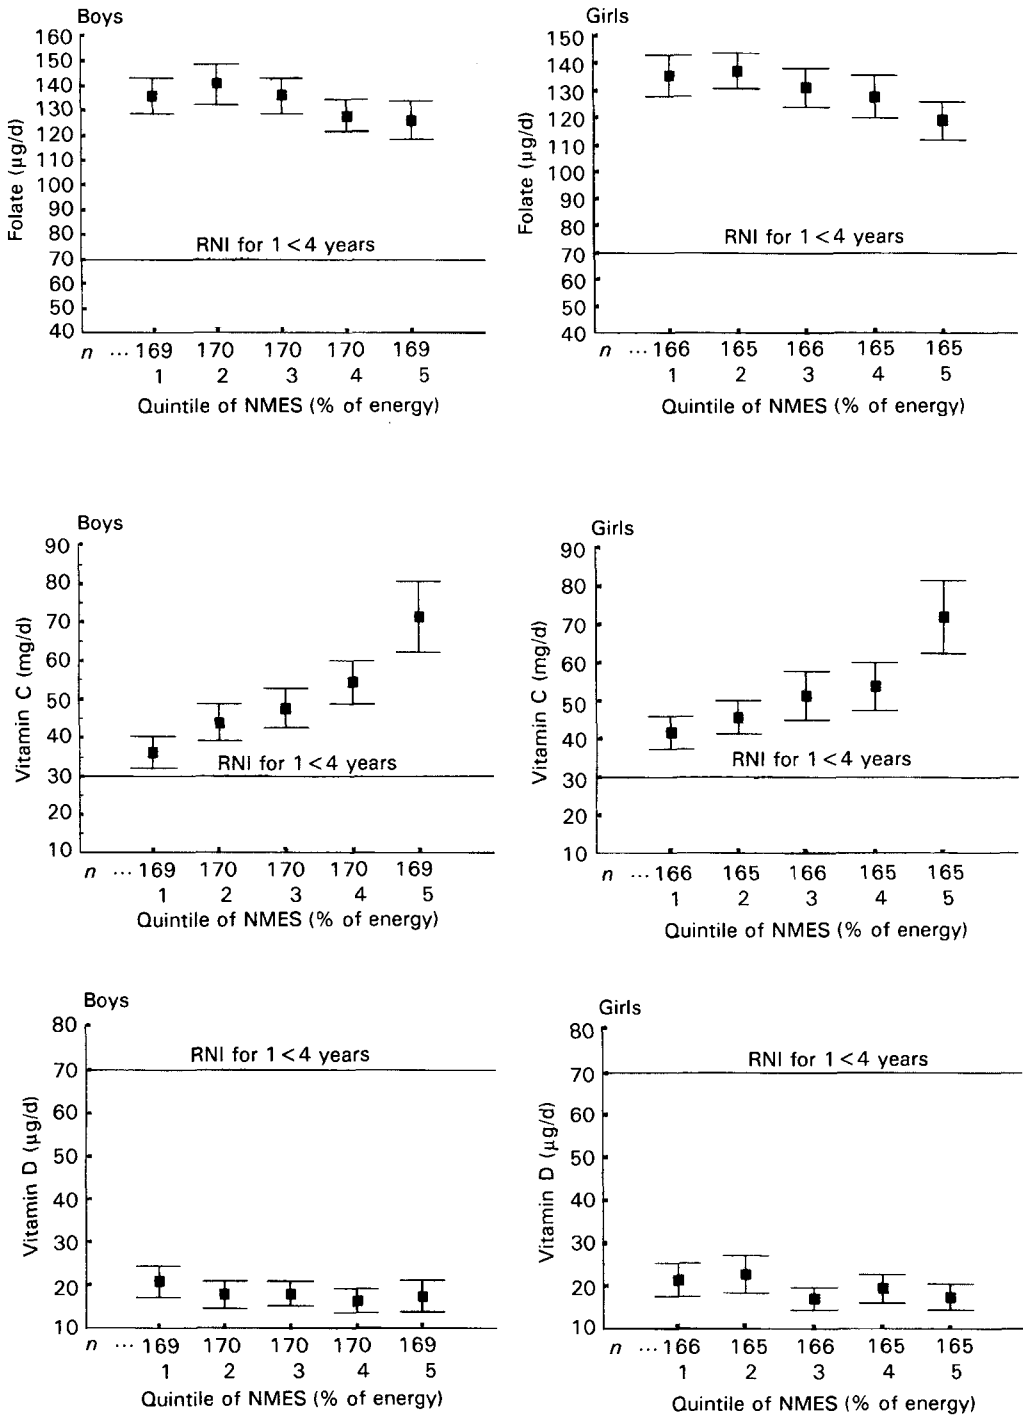 Boys
160
150
140
130
120
110
100
90
80
70
60
50
40
Folate (µg/d)
RNI for 1 < 4 years
n ... 169 170 170 170 169
1 2 3 4 5
Quintile of NMES (% of energy)
Girls
150
140
130
120
110
100
90
80
70
60
50
40
Folate (µg/d)
RNI for 1 < 4 years
n ... 166 165 166 165 165
1 2 3 4 5
Quintile of NMES (% of energy)
Boys
90
80
70
60
50
40
30
20
10
Vitamin C (mg/d)
RNI for 1 < 4 years
n ... 169 170 170 170 169
1 2 3 4 5
Quintile of NMES (% of energy)
Girls
90
80
70
60
50
40
30
20
10
Vitamin C (mg/d)
RNI for 1 < 4 years
n ... 166 165 166 165 165
1 2 3 4 5
Quintile of NMES (% of energy)
Boys
80
70
60
50
40
30
20
10
Vitamin D (µg/d)
RNI for 1 < 4 years
n ... 169 170 170 170 169
1 2 3 4 5
Quintile of NMES (% of energy)
Girls
80
70
60
50
40
30
20
10
Vitamin D (µg/d)
RNI for 1 < 4 years
n ... 166 165 166 165 165
1 2 3 4 5
Quintile of NMES (% of energy)